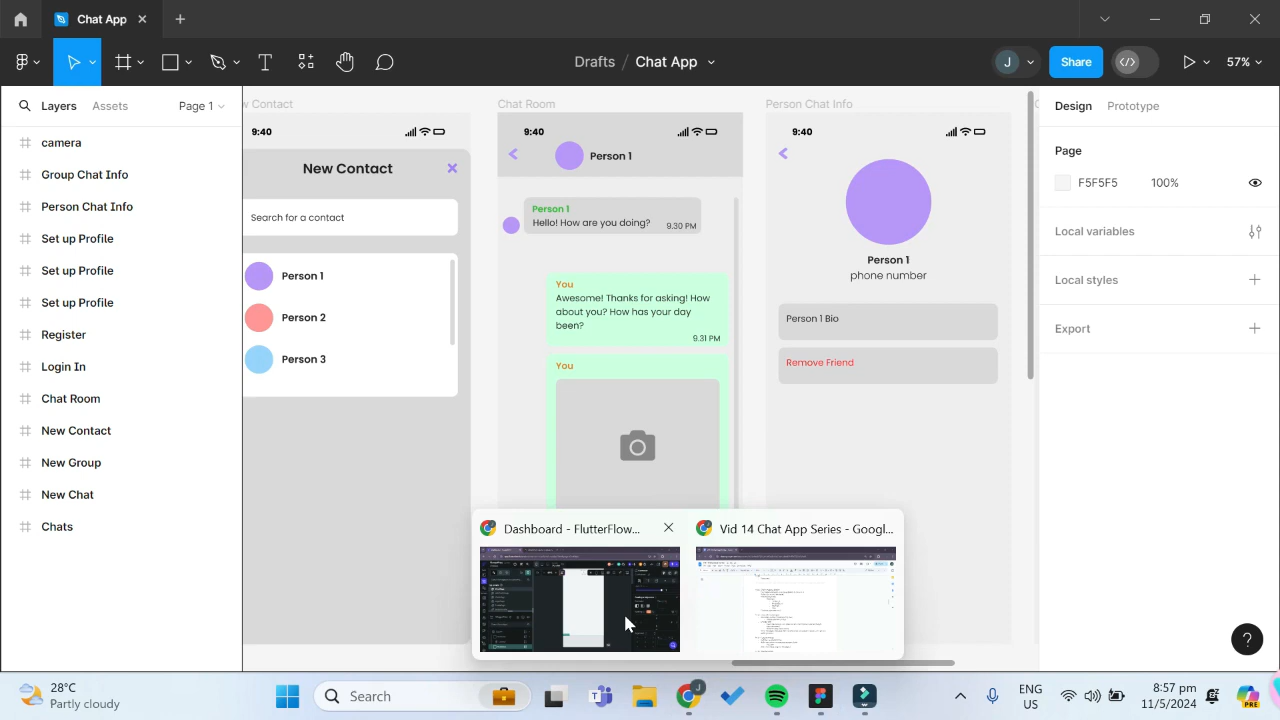 Chat App
Drafts / Chat App
J
Share
57%
Layers
Assets
Page 1
camera
Group Chat Info
Person Chat Info
Set up Profile
Set up Profile
Set up Profile
Register
Login In
Chat Room
New Contact
New Group
New Chat
Chats
w Contact
9:40
New Contact
Search for a contact
Person 1
Person 2
Person 3
Chat Room
9:40
Person 1
Person 1
Hello! How are you doing?
9.30 PM
You
Awesome! Thanks for asking! How
about you? How has your day
been?
9.31 PM
You
Person Chat Info
9:40
Person 1
phone number
Person 1 Bio
Remove Friend
Design
Prototype
Page
F5F5F5
100%
Local variables
Local styles
Export
?
Dashboard - FlutterFlow...
Vid 14 Chat App Series - Googl...
28°C
Search
1
ENG
US
8:57 pm
PRE